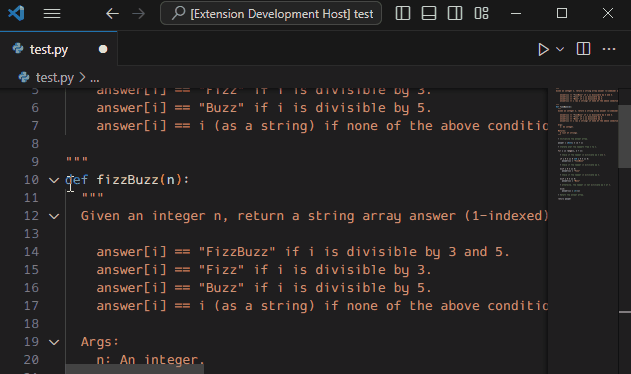 [Extension Development Host] test
test.py
test.py > ...
5 answer[i] == "Fizz" if i is divisible by 3.
6 answer[i] == "Buzz" if i is divisible by 5.
7 answer[i] == i (as a string) if none of the above conditio
8
9 """
10 def fizzBuzz(n):
11 """
12 Given an integer n, return a string array answer (1-indexed)
13
14 answer[i] == "FizzBuzz" if i is divisible by 3 and 5.
15 answer[i] == "Fizz" if i is divisible by 3.
16 answer[i] == "Buzz" if i is divisible by 5.
17 answer[i] == i (as a string) if none of the above conditio
18
19 Args:
20 n: An integer.